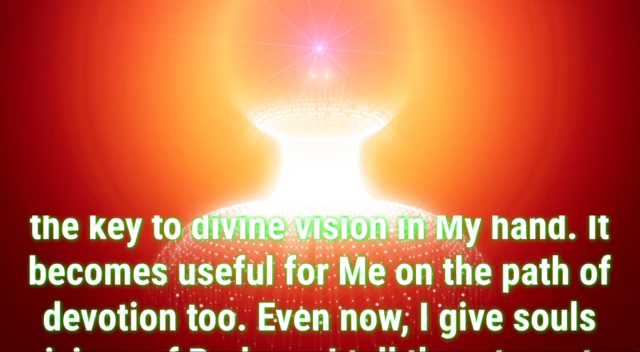 the key to divine vision in My hand. It
becomes useful for Me on the path of
devotion too. Even now, I give souls